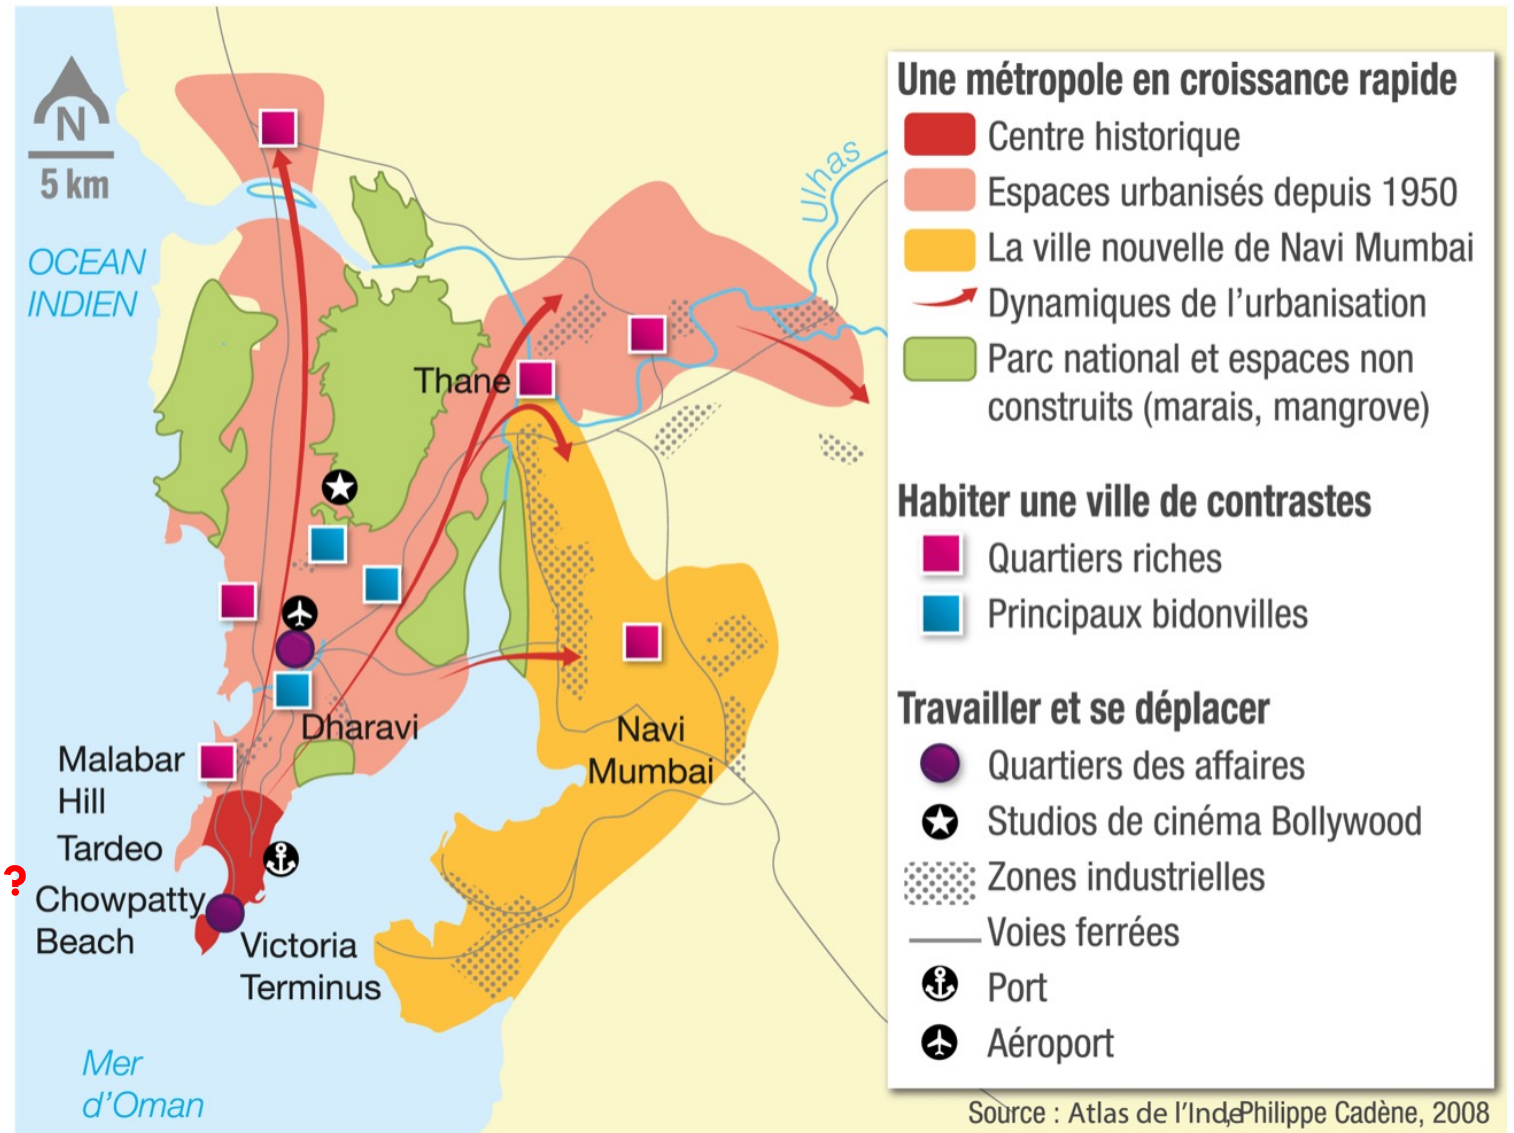 N
5 km
OCEAN
INDIEN
Ulhas
Thane
Dharavi
Malabar
Hill
Tardeo
?
Chowpatty
Beach
Victoria
Terminus
Navi
Mumbai
Mer
d'Oman
Une métropole en croissance rapide
Centre historique
Espaces urbanisés depuis 1950
La ville nouvelle de Navi Mumbai
Dynamiques de l'urbanisation
Parc national et espaces non
construits (marais, mangrove)
Habiter une ville de contrastes
Quartiers riches
Principaux bidonvilles
Travailler et se déplacer
Quartiers des affaires
Studios de cinéma Bollywood
Zones industrielles
Voies ferrées
Port
Aéroport
Source : Atlas de l'Inde, Philippe Cadène, 2008